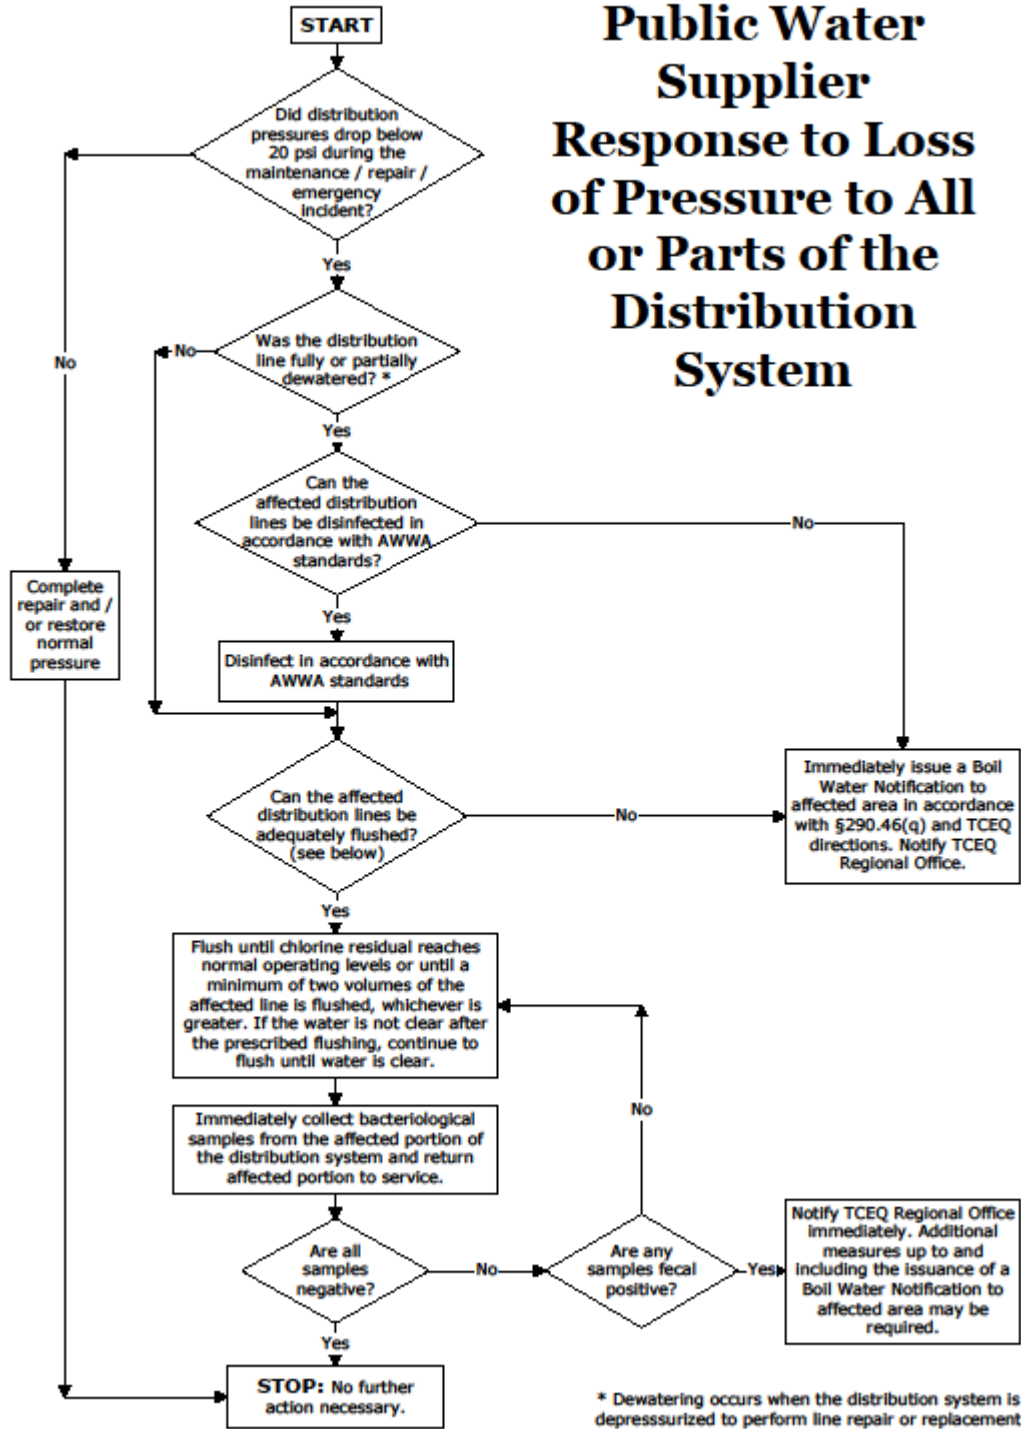 START
Public Water
Supplier
Response to Loss
of Pressure to All
or Parts of the
Distribution
System
Did distribution
pressures drop below
20 psi during the
maintenance / repair /
emergency
incident?
Yes
No
Was the distribution
line fully or partially
dewatered? *
No
Yes
Can the
affected distribution
lines be disinfected in
accordance with AWWA
standards?
No
Yes
Complete
repair and /
or restore
normal
pressure
Disinfect in accordance with
AWWA standards
Can the affected
distribution lines be
adequately flushed?
(see below)
No
Immediately issue a Boil
Water Notification to
affected area in accordance
with §290.46(q) and TCEQ
directions. Notify TCEQ
Regional Office.
Yes
Flush until chlorine residual reaches
normal operating levels or until a
minimum of two volumes of the
affected line is flushed, whichever is
greater. If the water is not clear after
the prescribed flushing, continue to
flush until water is clear.
No
Immediately collect bacteriological
samples from the affected portion of
the distribution system and return
affected portion to service.
Are all
samples
negative?
No
Are any
samples fecal
positive?
Yes
Notify TCEQ Regional Office
immediately. Additional
measures up to and
including the issuance of a
Boil Water Notification to
affected area may be
required.
Yes
STOP: No further
action necessary.
* Dewatering occurs when the distribution system is
depresssurized to perform line repair or replacement